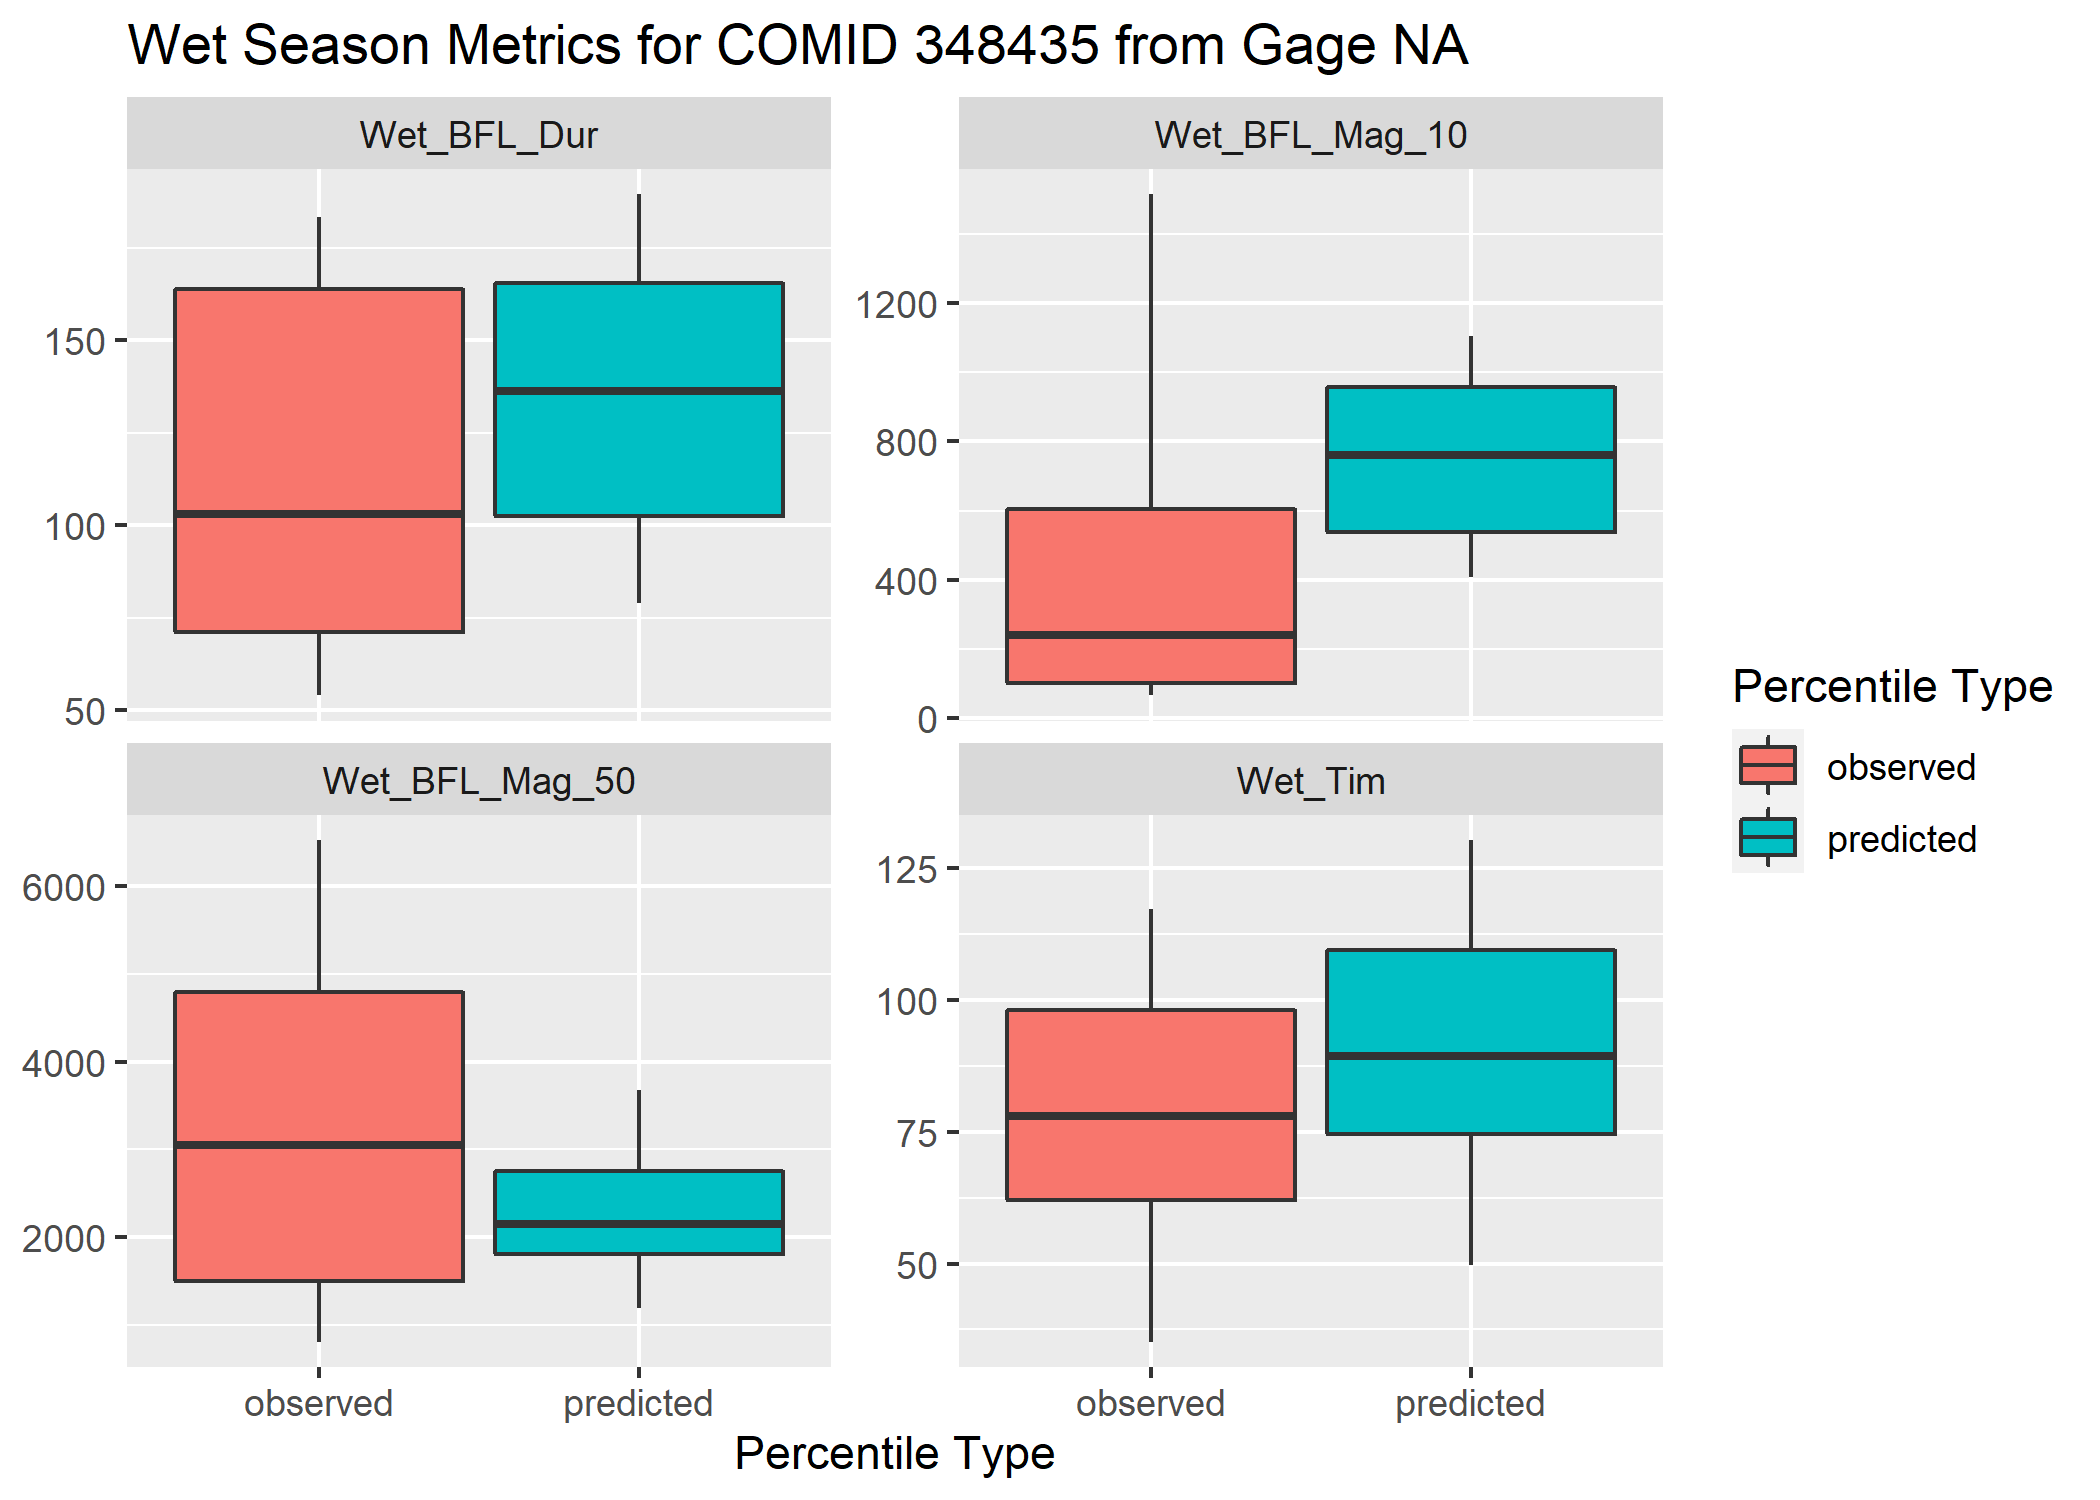 Wet Season Metrics for COMID 348435 from Gage NA
Wet_BFL_Dur
Wet_BFL_Mag_10
150
100
50
1200
800
400
0
Wet_BFL_Mag_50
Wet_Tim
6000
4000
2000
125
100
75
50
observed
predicted
observed
predicted
Percentile Type
Percentile Type
observed
predicted